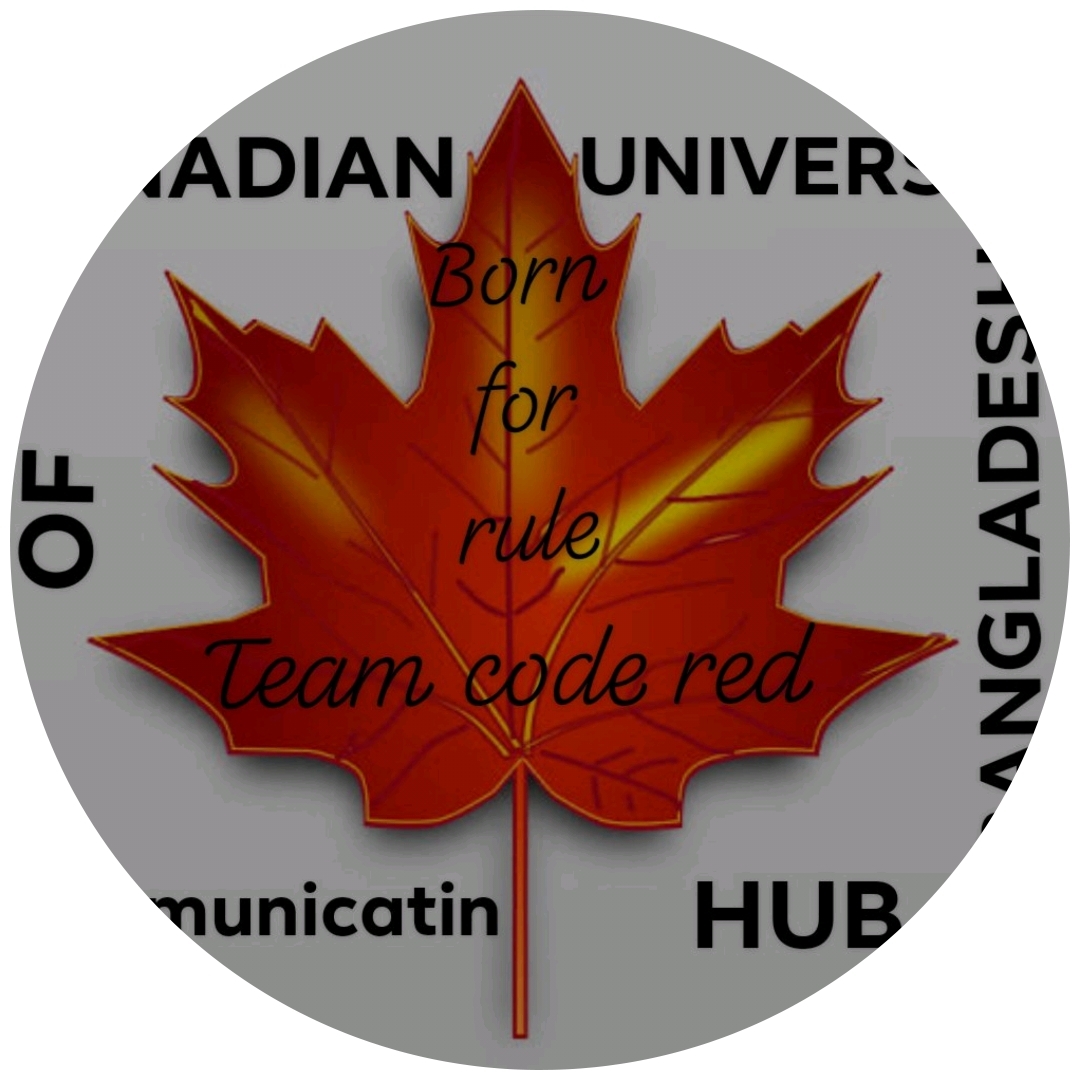 NADIAN UNIVERS
Born
for
rule
Team code red
OF
ANGLADESH
municatin
HUB